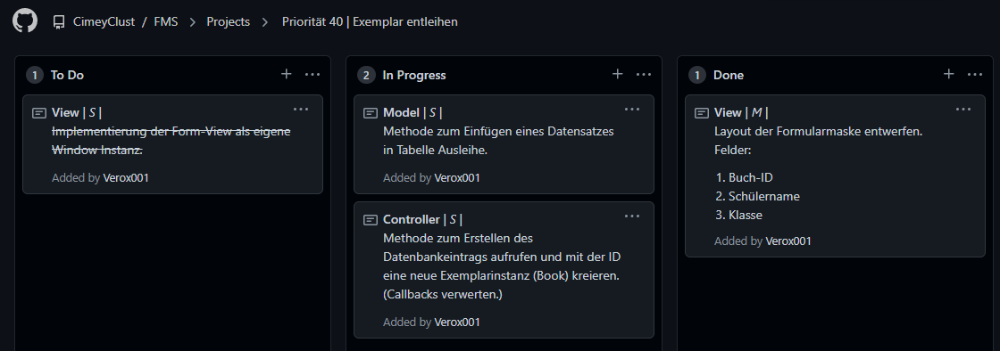 CimeyClust / FMS > Projects > Priorität 40 | Exemplar entleihen
1 To Do
View | S |
Implementierung der Form-View als eigene
Window Instanz.
Added by Verox001
2 In Progress
Model | S |
Methode zum Einfügen eines Datensatzes
in Tabelle Ausleihe.
Added by Verox001
Controller | S |
Methode zum Erstellen des
Datenbankeintrags aufrufen und mit der ID
eine neue Exemplarinstanz (Book) kreieren.
(Callbacks verwerten.)
Added by Verox001
1 Done
View | M |
Layout der Formularmaske entwerfen.
Felder:
1. Buch-ID
2. Schülername
3. Klasse
Added by Verox001